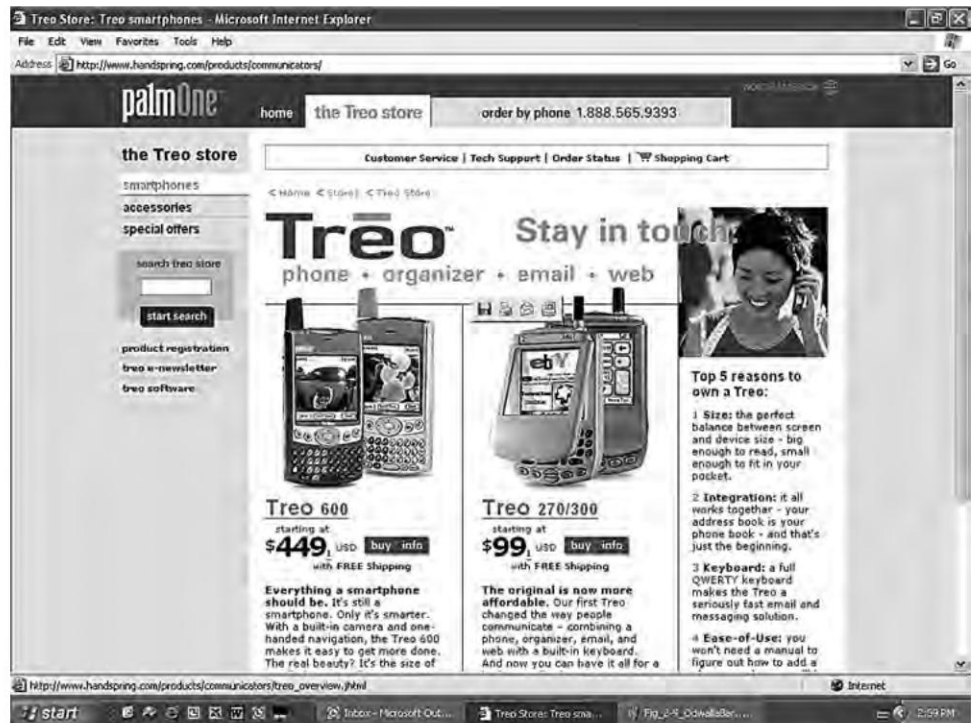 Treo Store: Treo smartphones - Microsoft Internet Explorer
File Edit View Favorites Tools Help
Address http://www.handspring.com/products/communicators/ Go
palmOne
home the Treo store order by phone 1.888.565.9393
the Treo store
Customer Service | Tech Support | Order Status | Shopping Cart
smartphones
accessories
special offers
search treo store
start search
product registration
treo e-newsletter
treo software
< Home < Store < Treo Store
Trēo™ Stay in touch.
phone + organizer + email + web
ebY
Treo 600
starting at
$449, USD buy info
with FREE Shipping
Everything a smartphone
should be. It's still a
smartphone. Only it's smarter.
With a built-in camera and one-
handed navigation, the Treo 600
makes it easy to get more done.
The real beauty? It's the size of
Treo 270/300
starting at
$99, USD buy info
with FREE Shipping
The original is now more
affordable. Our first Treo
changed the way people
communicate – combining a
phone, organizer, email, and
web with a built-in keyboard.
And now you can have it all for a
Top 5 reasons to
own a Treo:
1 Size: the perfect
balance between screen
and device size - big
enough to read, small
enough to fit in your
pocket.
2 Integration: it all
works together - your
address book is your
phone book - and that's
just the beginning.
3 Keyboard: a full
QWERTY keyboard
makes the Treo a
seriously fast email and
messaging solution.
4 Ease-of-Use: you
won't need a manual to
figure out how to add a
http://www.handspring.com/products/communicators/treo_overview.jhtml Internet
start Inbox - Microsoft Out... Treo Store: Treo sma... Fig_2-9_OdwallaBar.... 2:59 PM